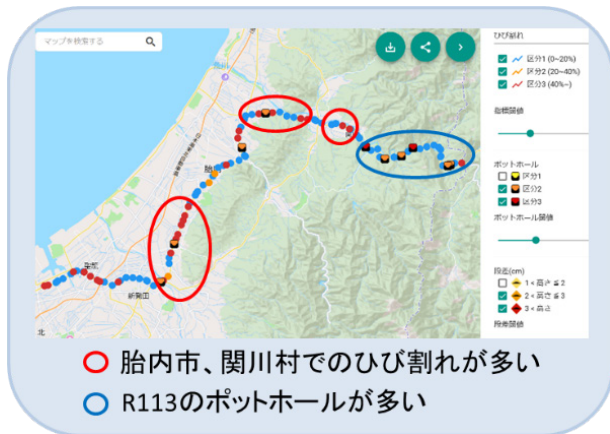 マップを検索する
ひび割れ
区分1 (0~20%)
区分2 (20~40%)
区分3 (40%~)
指標閾値
ポットホール
区分1
区分2
区分3
ポットホール閾値
段差(cm)
1 < 高さ ≦ 2
2 < 高さ ≦ 3
3 < 高さ
段差閾値
新発田
北
胎内市、関川村でのひび割れが多い
R113のポットホールが多い